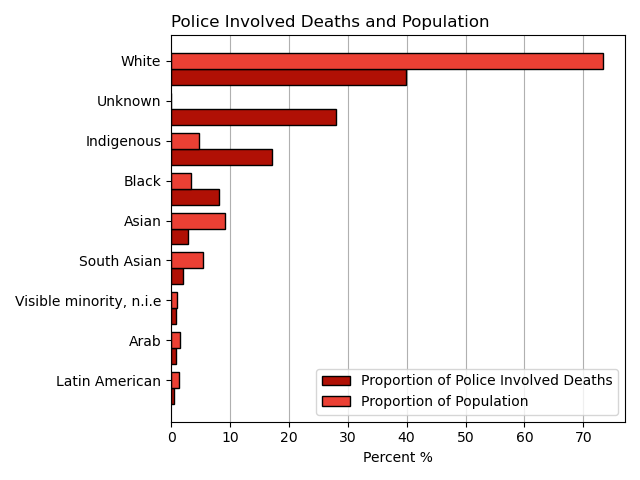 Police Involved Deaths and Population
White
Unknown
Indigenous
Black
Asian
South Asian
Visible minority, n.i.e
Arab
Latin American
Proportion of Police Involved Deaths
Proportion of Population
0 10 20 30 40 50 60 70
Percent %